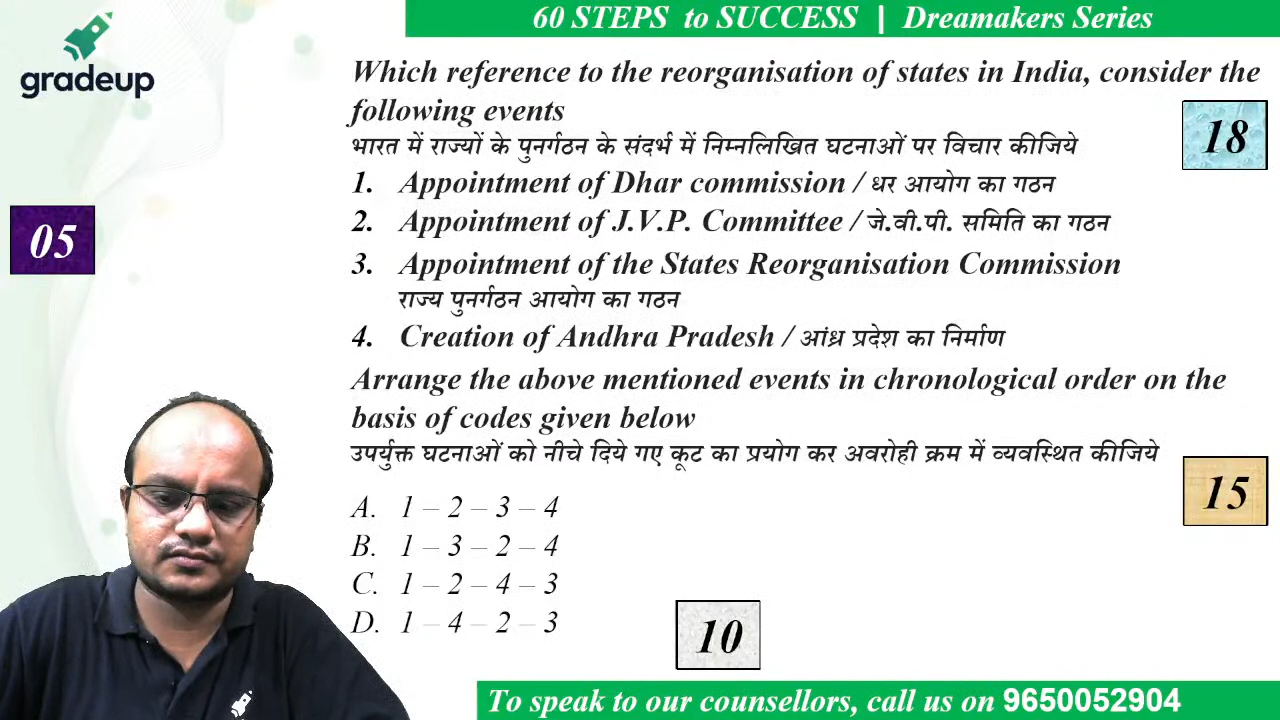 60 STEPS to SUCCESS | Dreamakers Series
gradeup
Which reference to the reorganisation of states in India, consider the
following events
भारत में राज्यों के पुनर्गठन के संदर्भ में निम्नलिखित घटनाओं पर विचार कीजिये
18
1. Appointment of Dhar commission / धर आयोग का गठन
2. Appointment of J.V.P. Committee / जे.वी.पी. समिति का गठन
05
3. Appointment of the States Reorganisation Commission
राज्य पुनर्गठन आयोग का गठन
4. Creation of Andhra Pradesh / आंध्र प्रदेश का निर्माण
Arrange the above mentioned events in chronological order on the
basis of codes given below
उपर्युक्त घटनाओं को नीचे दिये गए कूट का प्रयोग कर अवरोही क्रम में व्यवस्थित कीजिये
15
A. 1 – 2 – 3 – 4
B. 1 – 3 – 2 – 4
C. 1 – 2 – 4 – 3
D. 1 – 4 – 2 – 3
10
To speak to our counsellors, call us on 9650052904